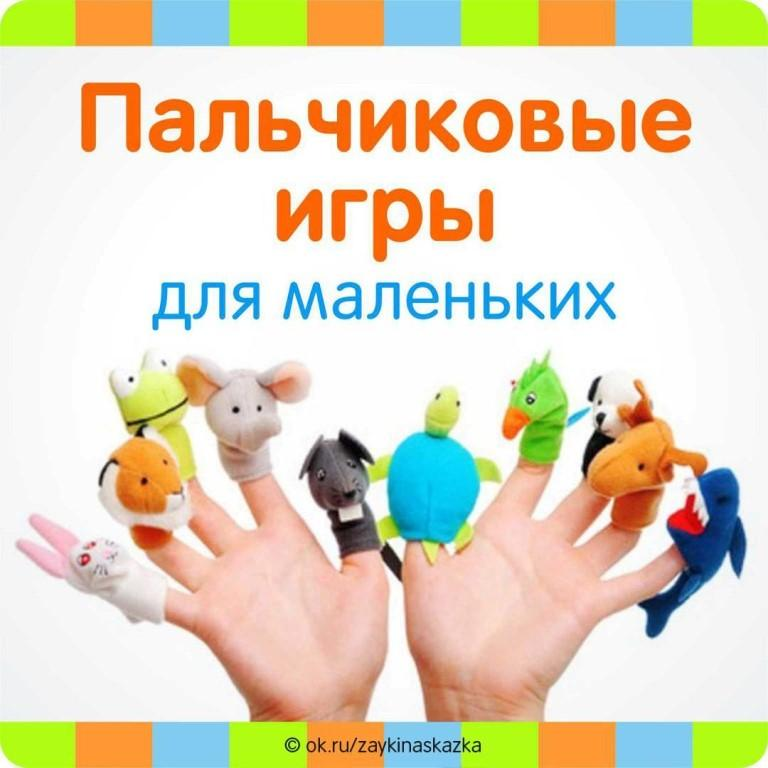 Пальчиковые
игры
для маленьких
© ok.ru/zaykinaskazka